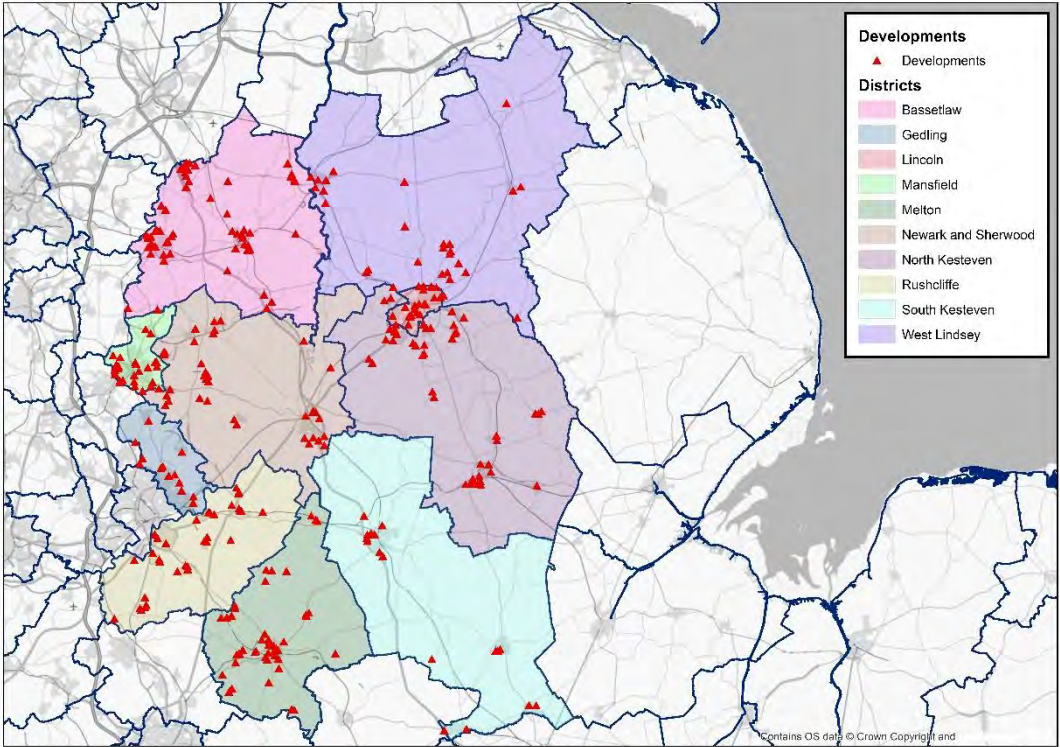 Developments
Developments
Districts
Bassetlaw
Gedling
Lincoln
Mansfield
Melton
Newark and Sherwood
North Kesteven
Rushcliffe
South Kesteven
West Lindsey
Contains OS data © Crown Copyright and